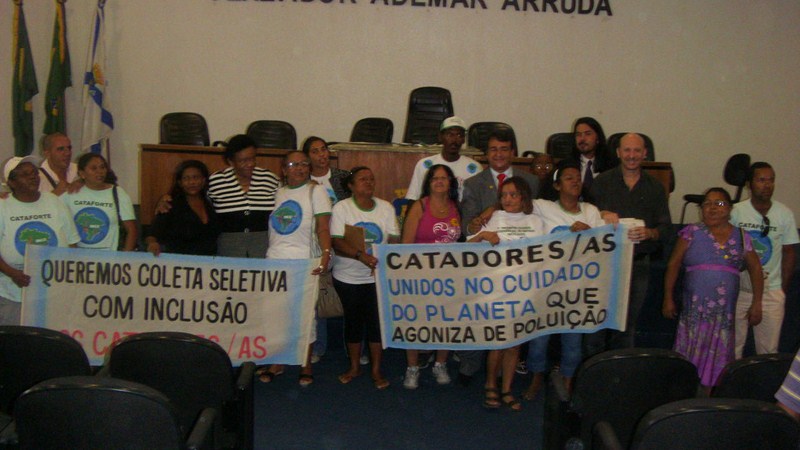 ADEMAR ARRUDA
CATAFORTE
CATAFORTE
QUEREMOS COLETA SELETIVA
COM INCLUSÃO
CATADORES/AS
UNIDOS NO CUIDADO
DO PLANETA QUE
AGONIZA DE POLUIÇÃO